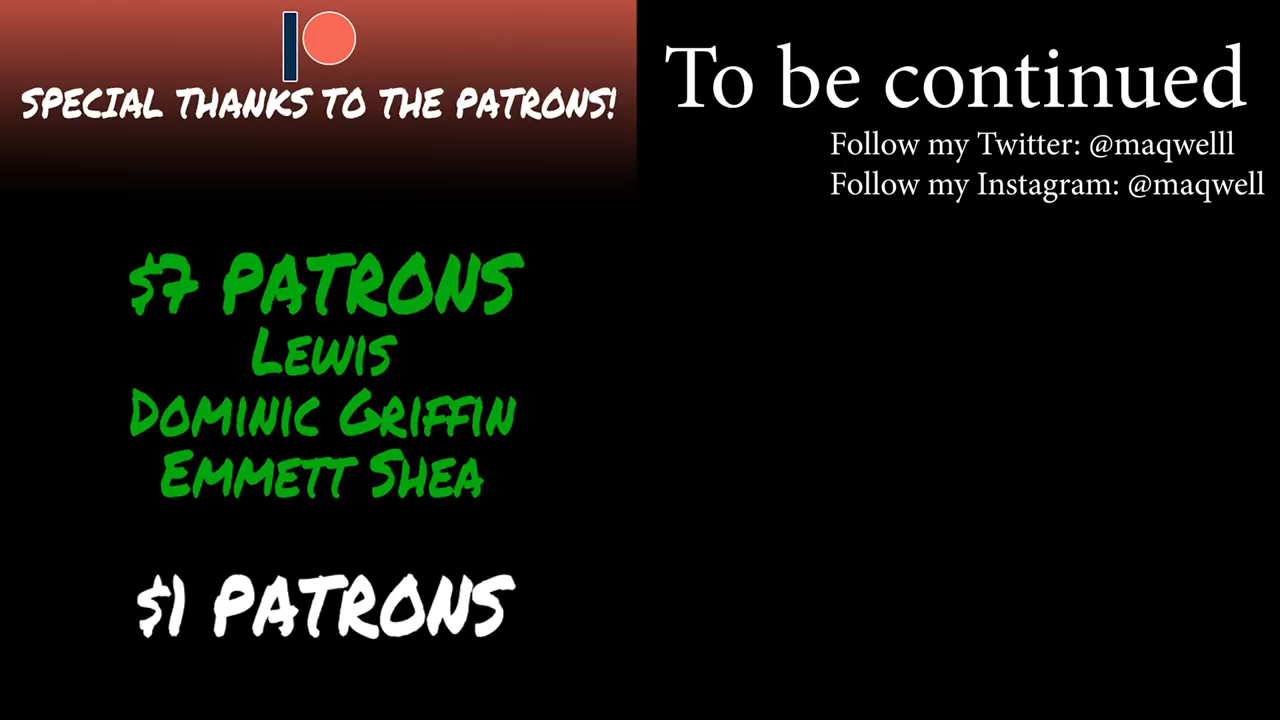 SPECIAL THANKS TO THE PATRONS!
$7 PATRONS
LEWIS
DOMINIC GRIFFIN
EMMETT SHEA
$1 PATRONS
To be continued
Follow my Twitter: @maqwelll
Follow my Instagram: @maqwell